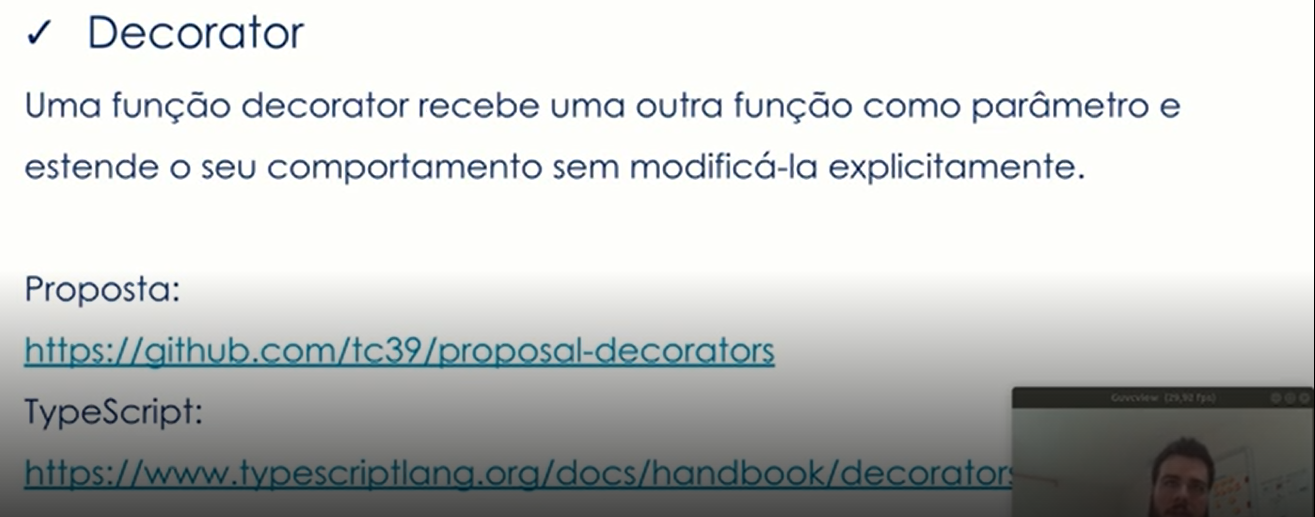 ✓ Decorator
Uma função decorator recebe uma outra função como parâmetro e
estende o seu comportamento sem modificá-la explicitamente.
Proposta:
https://github.com/tc39/proposal-decorators
TypeScript:
https://www.typescriptlang.org/docs/handbook/decorators
Guvcview (29,92 fps)